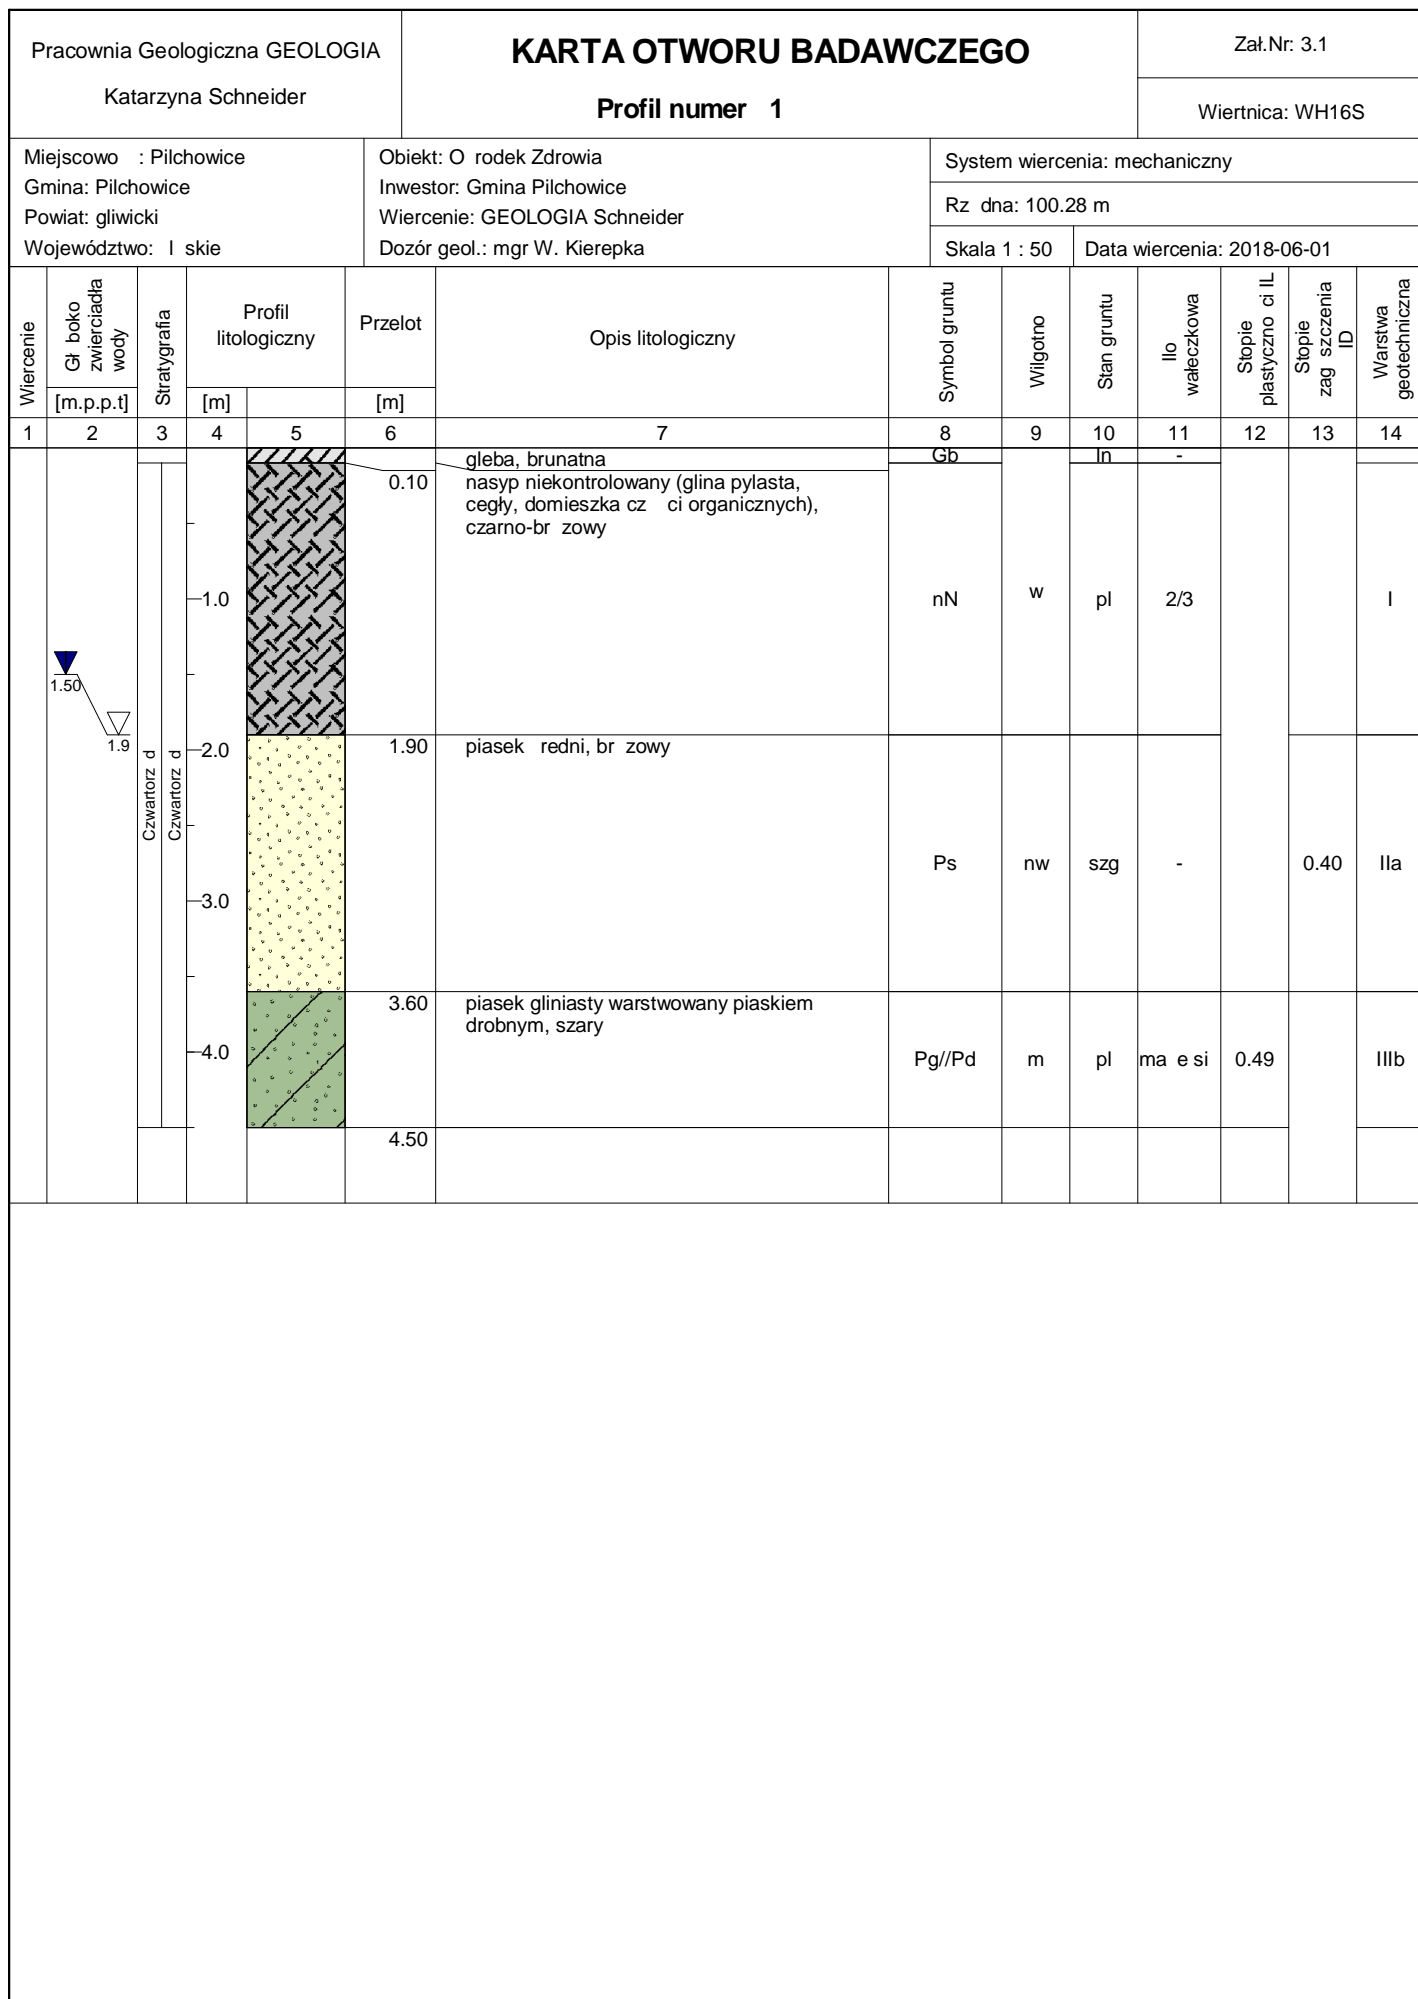 Pracownia Geologiczna GEOLOGIA
Katarzyna Schneider
KARTA OTWORU BADAWCZEGO
Profil numer 1
Zał.Nr: 3.1
Wiertnica: WH16S
Miejscowo : Pilchowice
Gmina: Pilchowice
Powiat: gliwicki
Województwo: l skie
Obiekt: O rodek Zdrowia
Inwestor: Gmina Pilchowice
Wiercenie: GEOLOGIA Schneider
Dozór geol.: mgr W. Kierepka
System wiercenia: mechaniczny
Rz dna: 100.28 m
Skala 1 : 50
Data wiercenia: 2018-06-01
Wiercenie
Gł boko
zwierciadła
wody
[m.p.p.t]
Stratygrafia
Profil
litologiczny
[m]
Przelot
[m]
Opis litologiczny
Symbol gruntu
Wilgotno
Stan gruntu
Ilo
wałeczkowa
Stopie
plastyczno ci IL
Stopie
zag szczenia
ID
Warstwa
geotechniczna
1 2 3 4 5 6 7 8 9 10 11 12 13 14
gleba, brunatna
Gb
ln
-
0.10
nasyp niekontrolowany (glina pylasta,
cegły, domieszka cz ci organicznych),
czarno-br zowy
1.0
nN
w
pl
2/3
I
1.50
1.9
Czwartorz d
Czwartorz d
2.0
1.90
piasek redni, br zowy
Ps
nw
szg
-
0.40
IIa
3.0
3.60
piasek gliniasty warstwowany piaskiem
drobnym, szary
4.0
Pg//Pd
m
pl
ma e si
0.49
IIIb
4.50